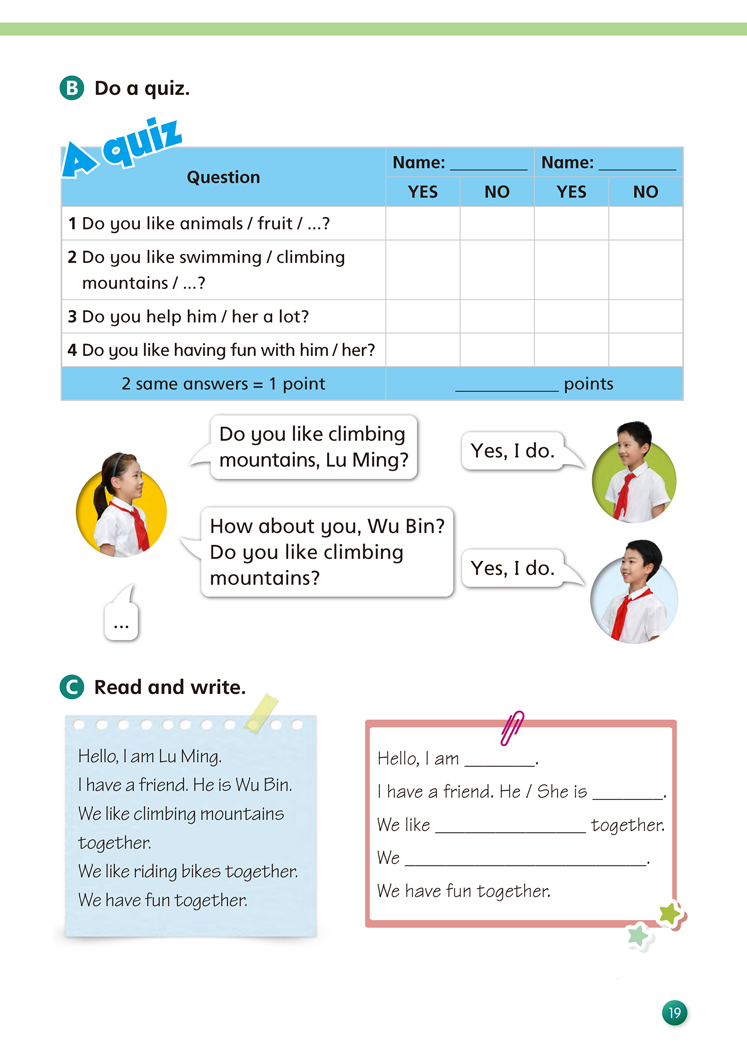 B Do a quiz.
A quiz
Question
Name: _________ Name: _________
YES NO YES NO
1 Do you like animals / fruit / ...?
2 Do you like swimming / climbing
mountains / ...?
3 Do you help him / her a lot?
4 Do you like having fun with him / her?
2 same answers = 1 point ____________ points
Do you like climbing
mountains, Lu Ming?
Yes, I do.
How about you, Wu Bin?
Do you like climbing
mountains?
Yes, I do.
...
C Read and write.
Hello, I am Lu Ming.
I have a friend. He is Wu Bin.
We like climbing mountains
together.
We like riding bikes together.
We have fun together.
Hello, I am ________.
I have a friend. He / She is ________.
We like _________________ together.
We ___________________________.
We have fun together.
19